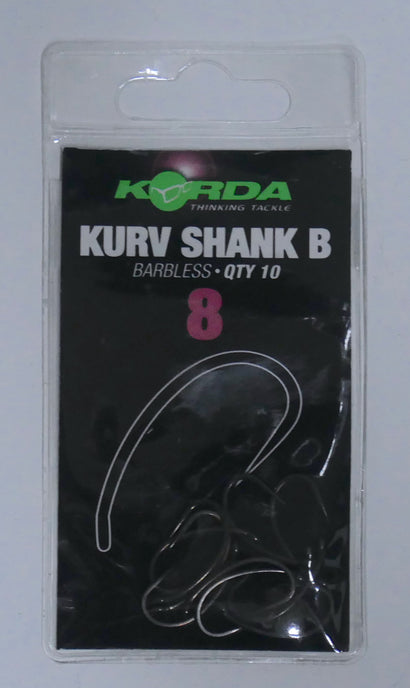 KORDA
THINKING TACKLE
KURV SHANK B
BARBLESS • QTY 10
8